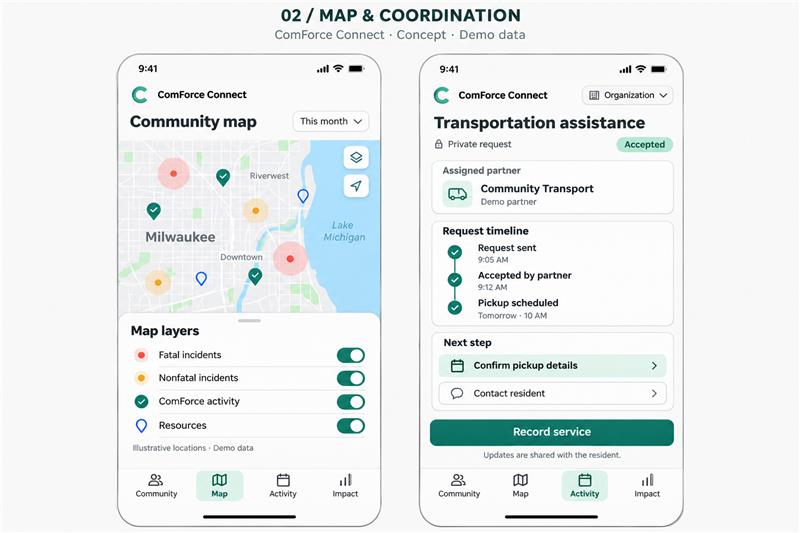 02 / MAP & COORDINATION
ComForce Connect · Concept · Demo data
9:41
ComForce Connect
Community map
This month
Riverwest
Milwaukee
Lake
Michigan
Downtown
Map layers
Fatal incidents
Nonfatal incidents
ComForce activity
Resources
Illustrative locations · Demo data
Community
Map
Activity
Impact
9:41
ComForce Connect
Organization
Transportation assistance
Private request
Accepted
Assigned partner
Community Transport
Demo partner
Request timeline
Request sent
9:05 AM
Accepted by partner
9:12 AM
Pickup scheduled
Tomorrow · 10 AM
Next step
Confirm pickup details
Contact resident
Record service
Updates are shared with the resident.
Community
Map
Activity
Impact